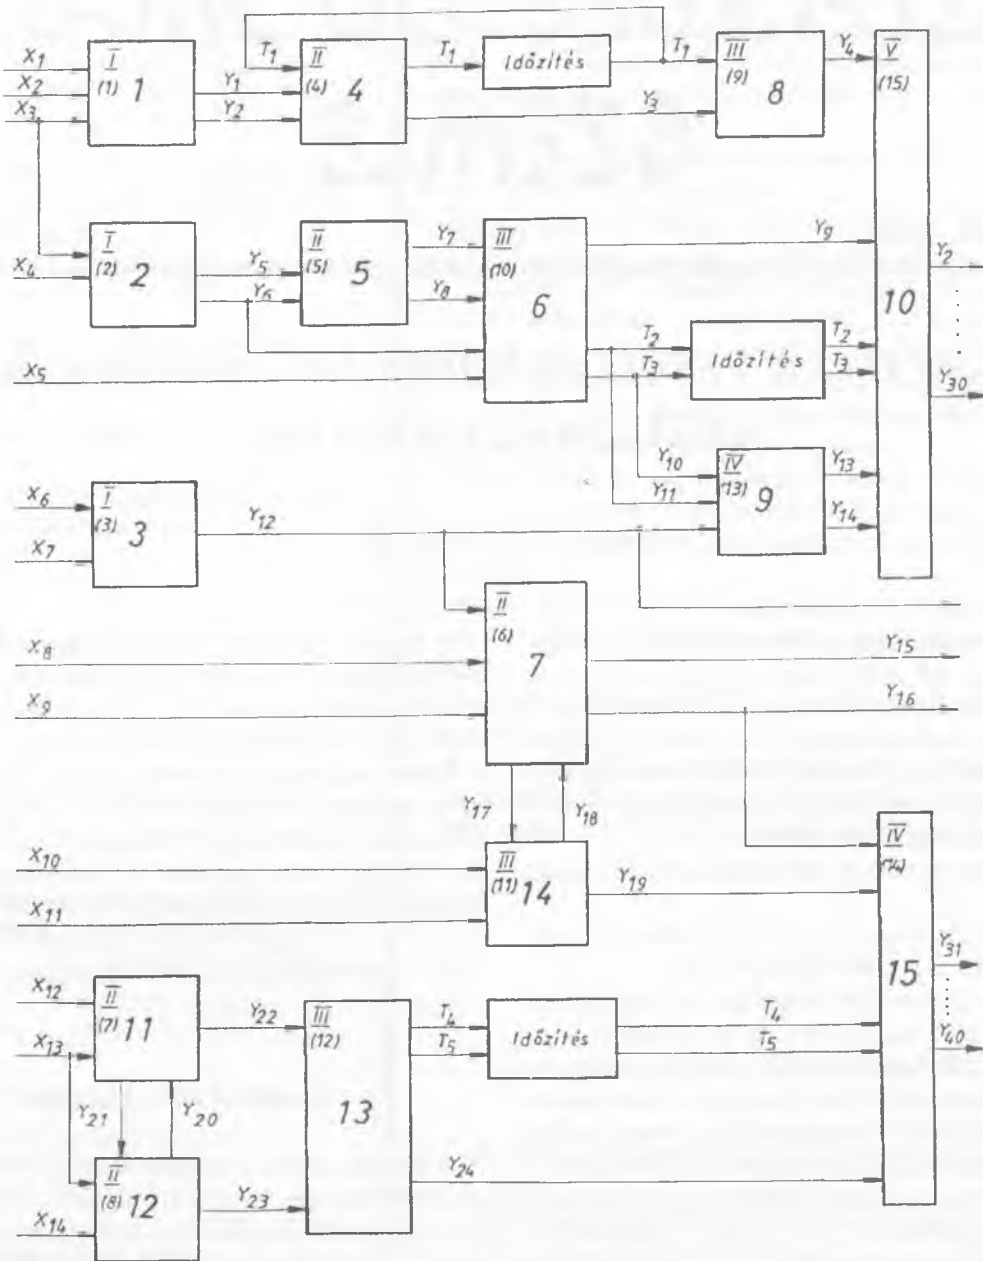 X1
X2
X3
I
(1)
1
Y1
Y2
T1
II
(4)
4
T1
Időzítés
T1
Y3
III
(9)
8
Y4
V
(15)
X4
I
(2)
2
Y5
Y6
II
(5)
5
Y7
Y8
III
(10)
6
Y9
10
Y2
Y30
X5
T2
T3
Időzítés
T2
T3
Y10
Y11
IV
(13)
9
Y13
Y14
X6
X7
I
(3)
3
Y12
X8
X9
II
(6)
7
Y15
Y16
Y17
Y18
X10
X11
III
(11)
14
Y19
IV
(14)
15
Y31
Y40
X12
X13
II
(7)
11
Y22
III
(12)
13
T4
T5
Időzítés
T4
T5
Y21
Y20
X14
II
(8)
12
Y23
Y24